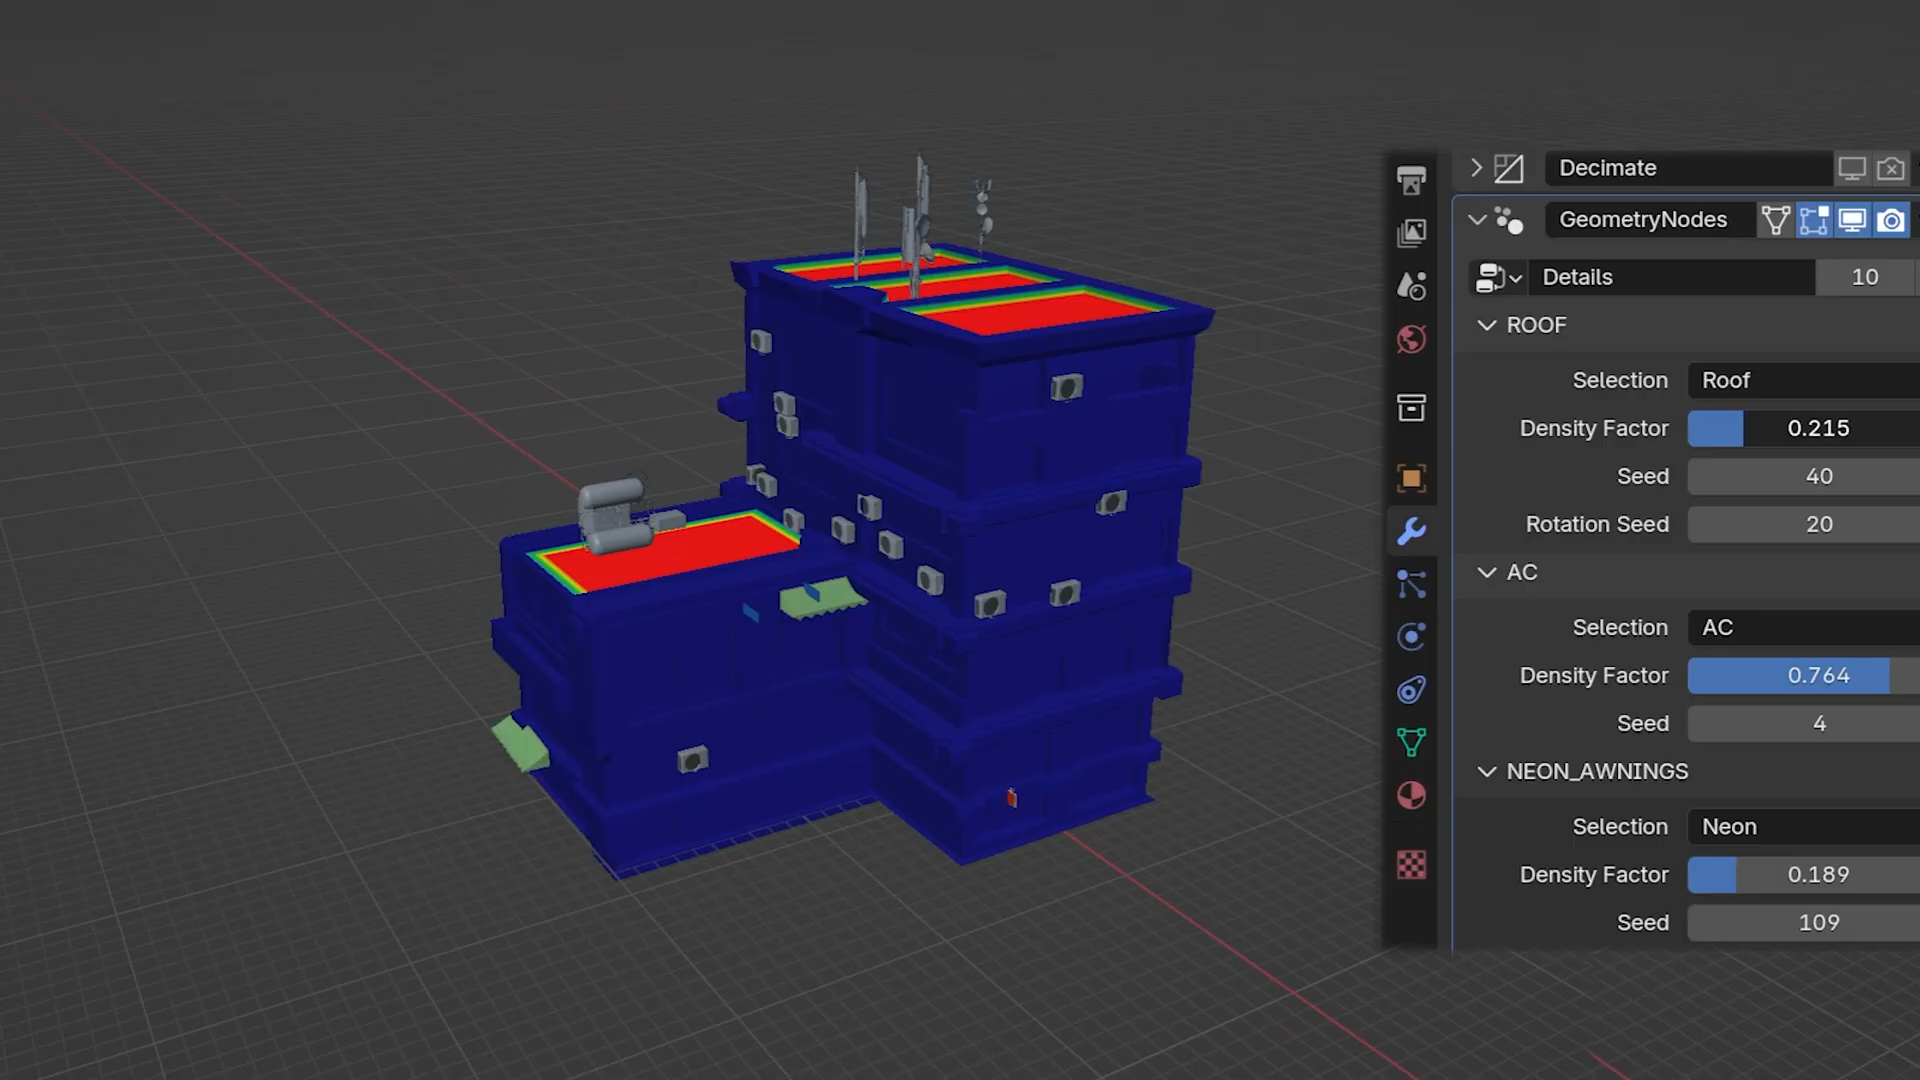 Decimate
GeometryNodes
Details 10
ROOF
Selection Roof
Density Factor 0.215
Seed 40
Rotation Seed 20
AC
Selection AC
Density Factor 0.764
Seed 4
NEON_AWNINGS
Selection Neon
Density Factor 0.189
Seed 109